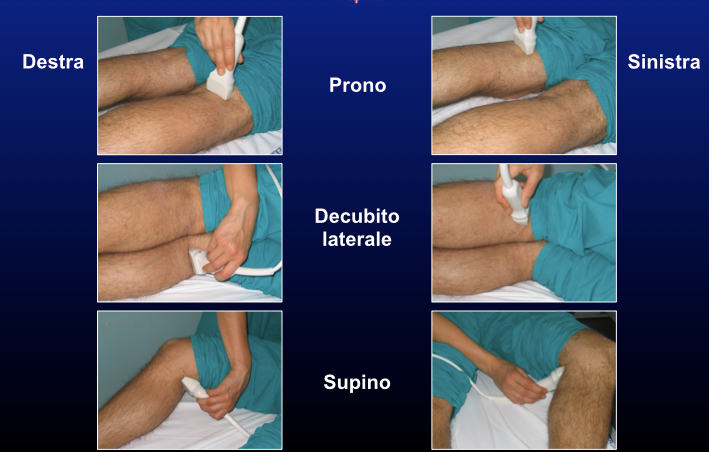 Destra
Sinistra
Prono
Decubito
laterale
Supino